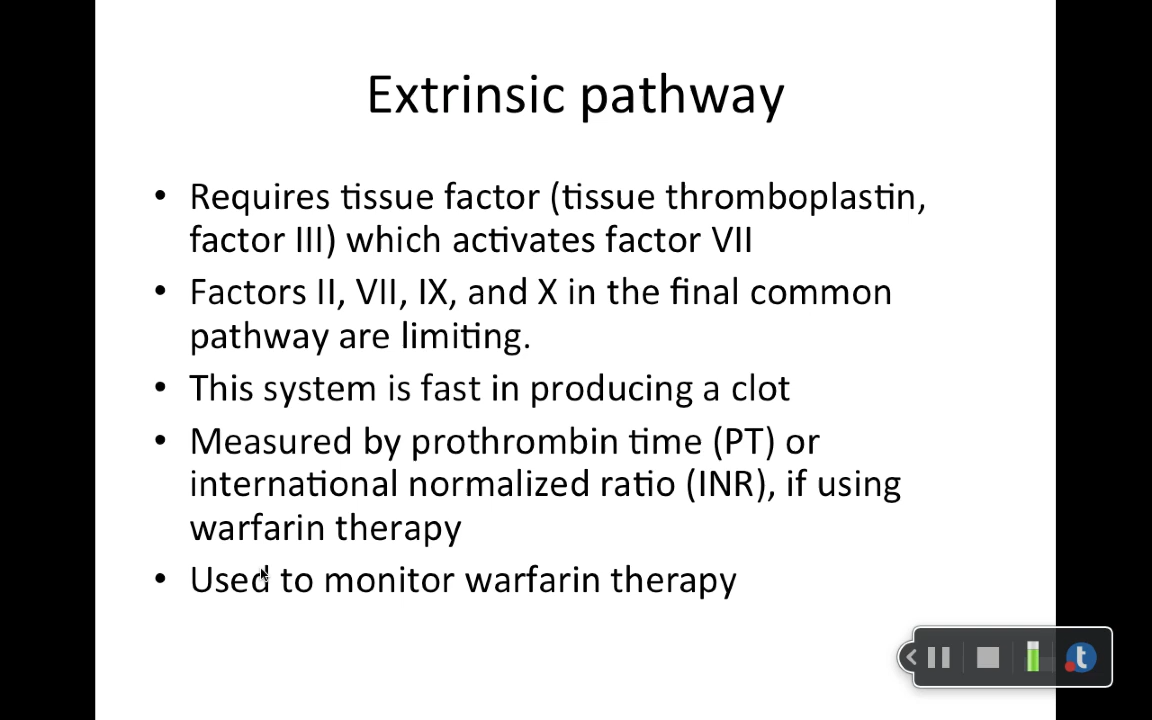 Extrinsic pathway
• Requires tissue factor (tissue thromboplastin,
factor III) which activates factor VII
• Factors II, VII, IX, and X in the final common
pathway are limiting.
• This system is fast in producing a clot
• Measured by prothrombin time (PT) or
international normalized ratio (INR), if using
warfarin therapy
• Used to monitor warfarin therapy
t